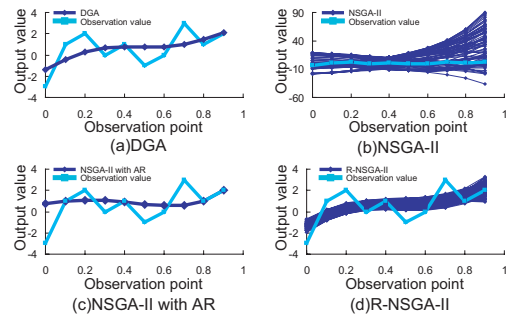 DGA
Observation value
Output value
4
2
0
-2
-4
0 0.2 0.4 0.6 0.8 1
Observation point
(a)DGA
NSGA-II
Observation value
Output value
90
40
-10
-60
0 0.2 0.4 0.6 0.8 1
Observation point
(b)NSGA-II
NSGA-II with AR
Observation value
Output value
4
2
0
-2
-4
0 0.2 0.4 0.6 0.8 1
Observation point
(c)NSGA-II with AR
R-NSGA-II
Observation value
Output value
4
2
0
-2
-4
0 0.2 0.4 0.6 0.8 1
Observation point
(d)R-NSGA-II